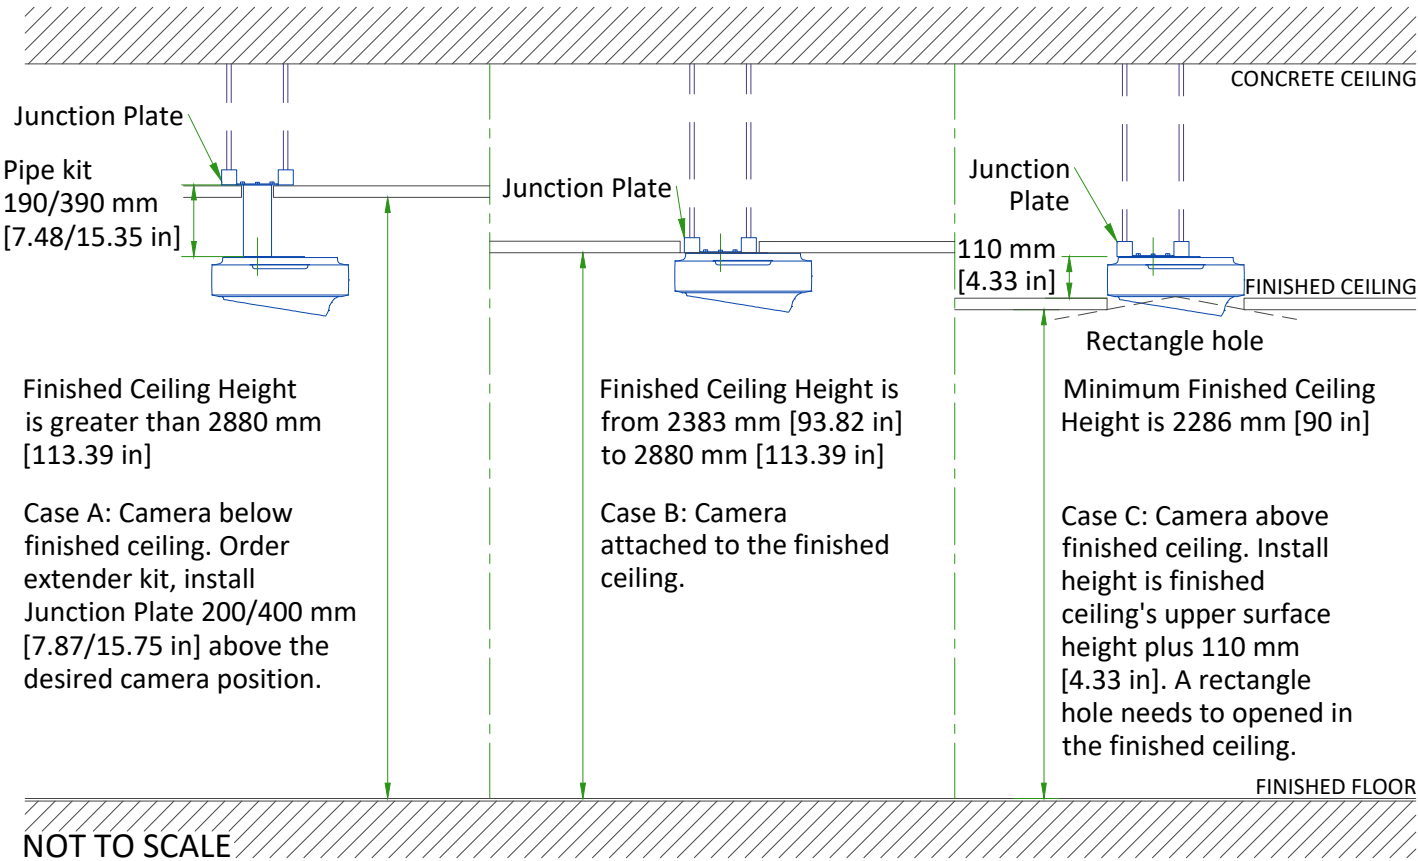 CONCRETE CEILING
Junction Plate
Pipe kit
190/390 mm
[7.48/15.35 in]
Junction Plate
Junction
Plate
110 mm
[4.33 in]
FINISHED CEILING
Rectangle hole
Finished Ceiling Height
is greater than 2880 mm
[113.39 in]
Case A: Camera below
finished ceiling. Order
extender kit, install
Junction Plate 200/400 mm
[7.87/15.75 in] above the
desired camera position.
Finished Ceiling Height is
from 2383 mm [93.82 in]
to 2880 mm [113.39 in]
Case B: Camera
attached to the finished
ceiling.
Minimum Finished Ceiling
Height is 2286 mm [90 in]
Case C: Camera above
finished ceiling. Install
height is finished
ceiling's upper surface
height plus 110 mm
[4.33 in]. A rectangle
hole needs to opened in
the finished ceiling.
FINISHED FLOOR
NOT TO SCALE